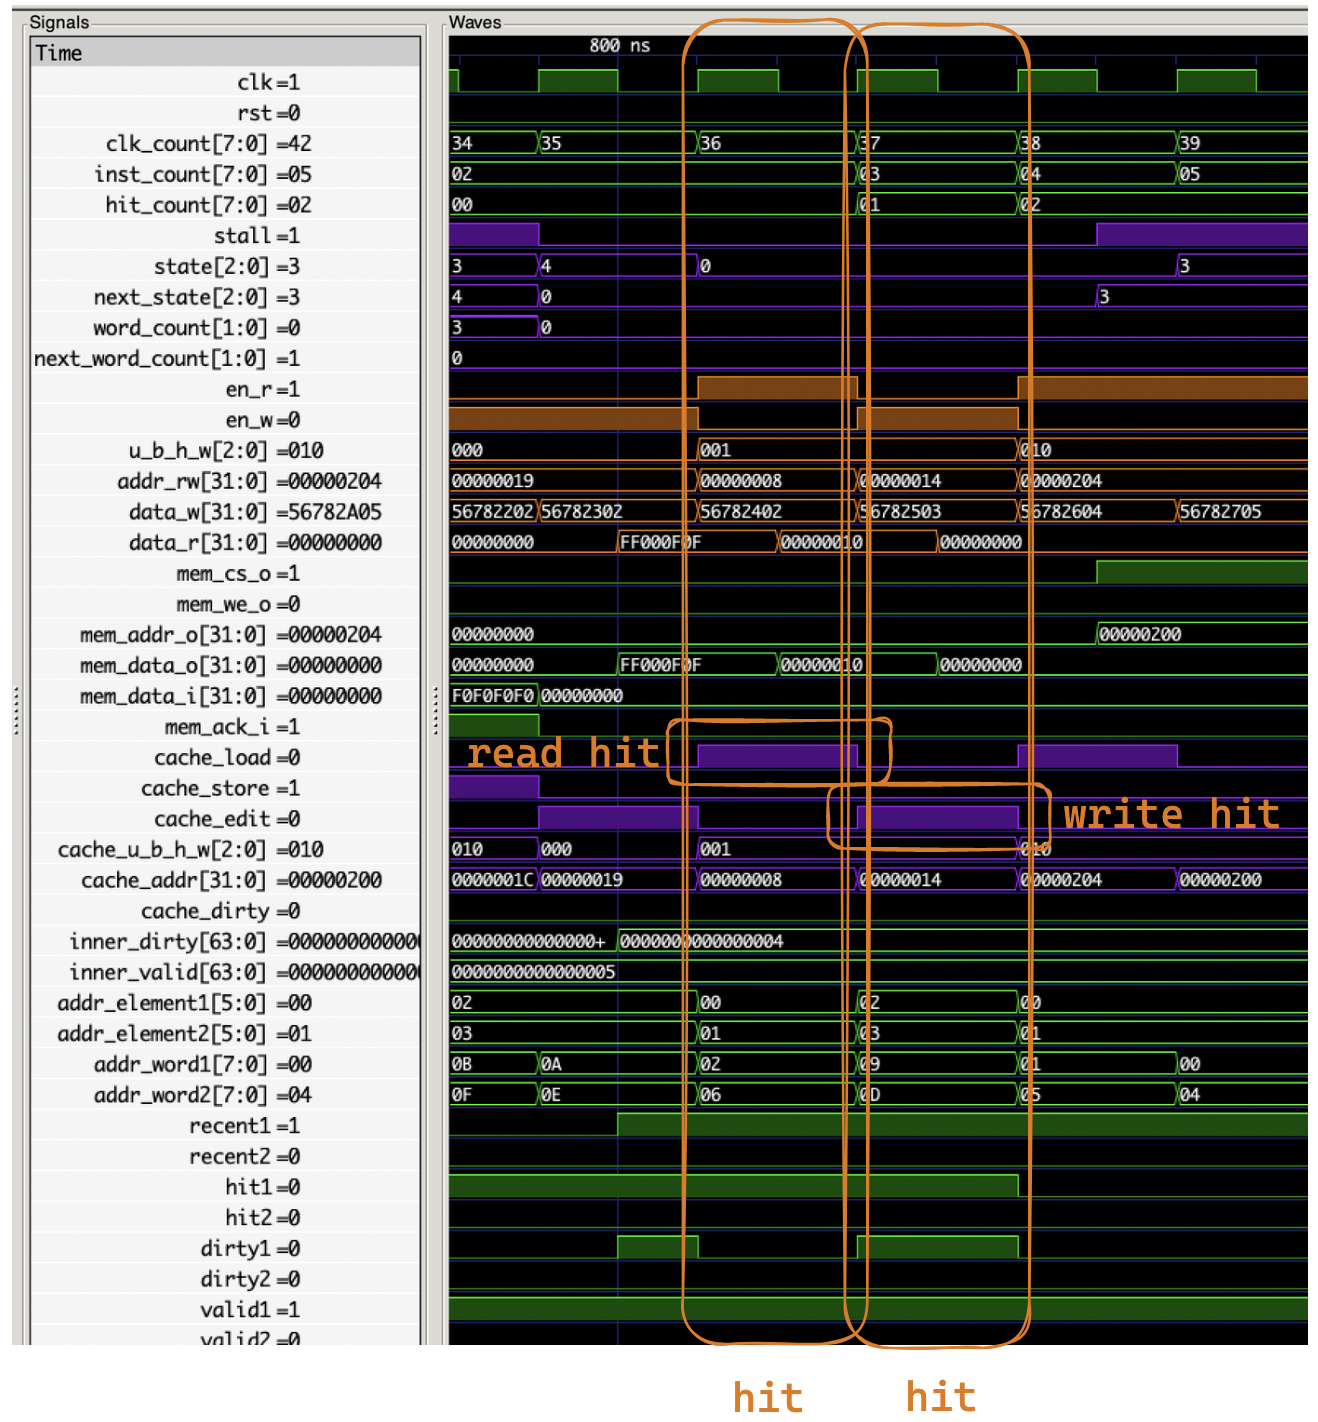 Signals
Waves
Time
800 ns
clk =1
rst=0
clk_count[7:0] =42 34 35 36 37 38 39
inst_count[7:0] =05 02 03 04 05
hit_count[7:0] =02 00 01 02
stall=1
state[2:0] =3 3 4 0 3
next_state[2:0] =3 4 0 3
word_count[1:0] =0 3 0
next_word_count[1:0] =1 0
en_r=1
en_w=0
u_b_h_w[2:0] =010 000 001 010
addr_rw[31:0] =00000204 00000019 00000008 00000014 00000204
data_w[31:0] =56782A05 56782202 56782302 56782402 56782503 56782604 56782705
data_r[31:0] =00000000 00000000 FF000F0F 00000010 00000000
mem_cs_o=1
mem_we_o=0
mem_addr_o[31:0] =00000204 00000000 00000200
mem_data_o[31:0] =00000000 00000000 FF000F0F 00000010 00000000
mem_data_i[31:0] =00000000 F0F0F0F0 00000000
mem_ack_i=1
cache_load=0 read hit
cache_store=1
cache_edit=0 write hit
cache_u_b_h_w[2:0] =010 010 000 001 010
cache_addr[31:0] =00000200 0000001C 00000019 00000008 00000014 00000204 00000200
cache_dirty=0
inner_dirty[63:0] =000000000000 00000000000000+ 0000000000000004
inner_valid[63:0] =000000000000 0000000000000005
addr_element1[5:0] =00 02 00 02 00
addr_element2[5:0] =01 03 01 03 01
addr_word1[7:0] =00 0B 0A 02 09 01 00
addr_word2[7:0] =04 0F 0E 06 0D 05 04
recent1=1
recent2=0
hit1=0
hit2=0
dirty1=0
dirty2=0
valid1=1
valid2=0
hit hit